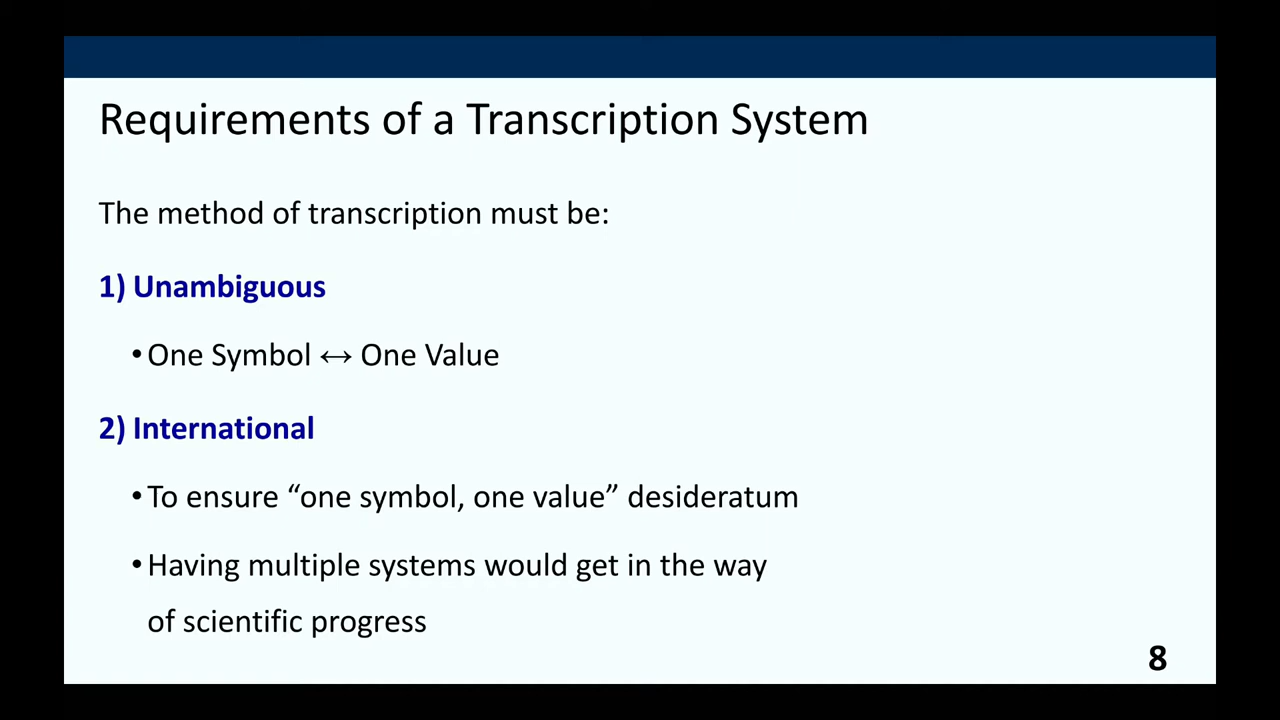 Requirements of a Transcription System
The method of transcription must be:
1) Unambiguous
•One Symbol ↔ One Value
2) International
•To ensure “one symbol, one value” desideratum
•Having multiple systems would get in the way
of scientific progress
8